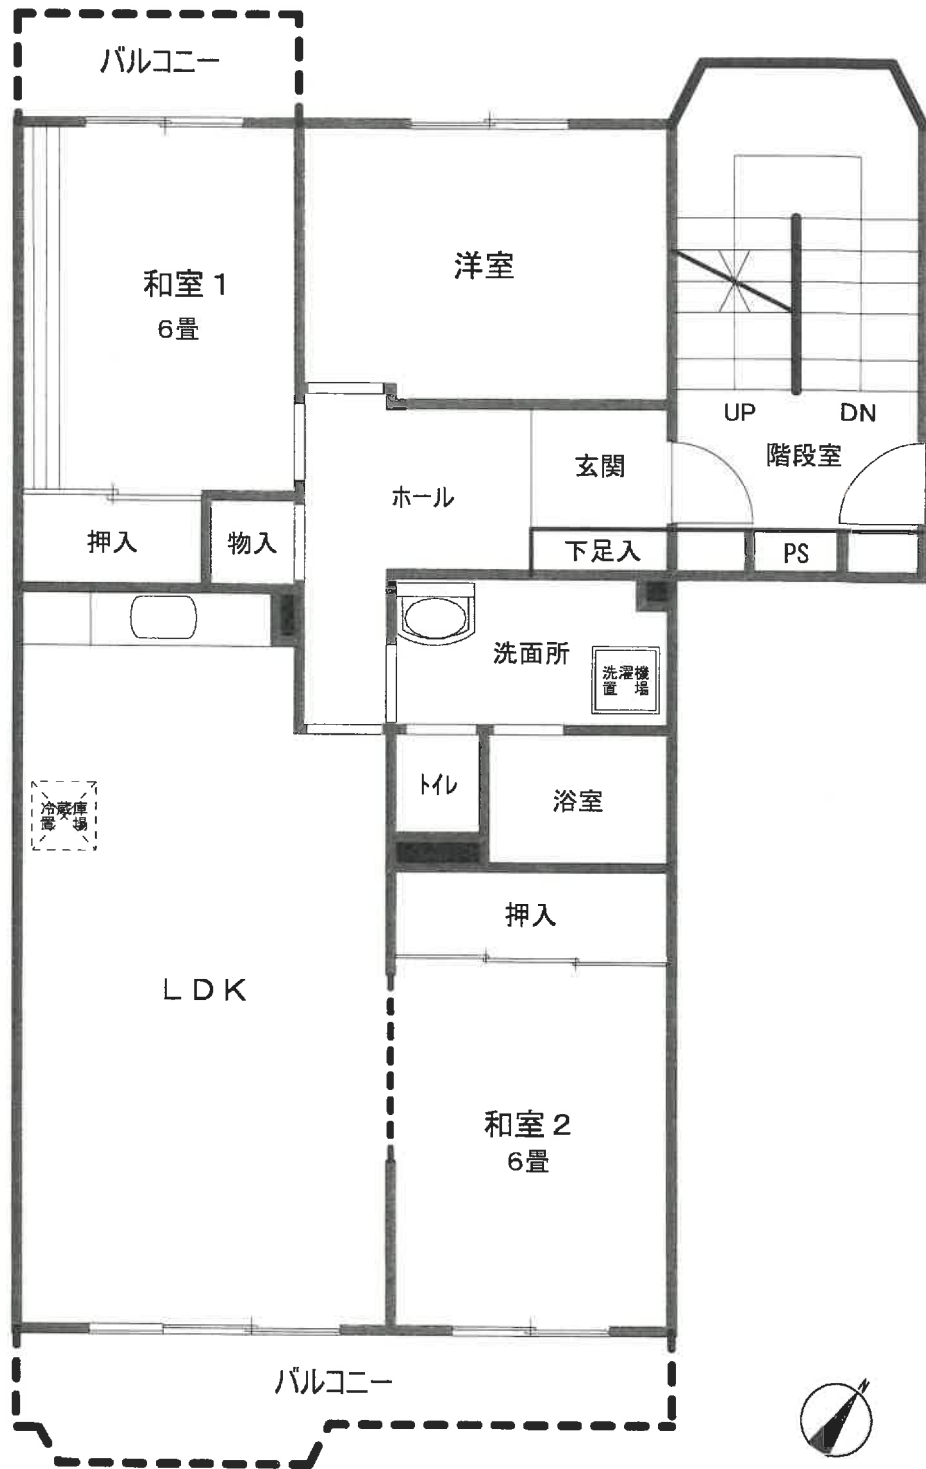 バルコニー
和室1
6畳
洋室
UP
DN
階段室
玄関
ホール
押入
物入
下足入
PS
洗面所
洗濯機
置場
トイレ
浴室
冷蔵庫
置場
押入
LDK
和室2
6畳
バルコニー
N